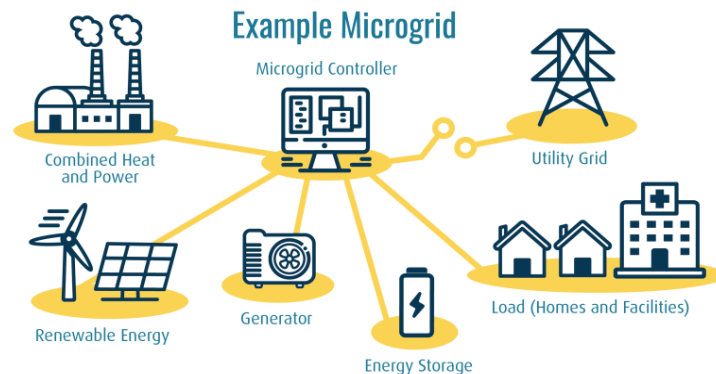 Example Microgrid
Microgrid Controller
Combined Heat
and Power
Utility Grid
Renewable Energy
Generator
Energy Storage
Load (Homes and Facilities)